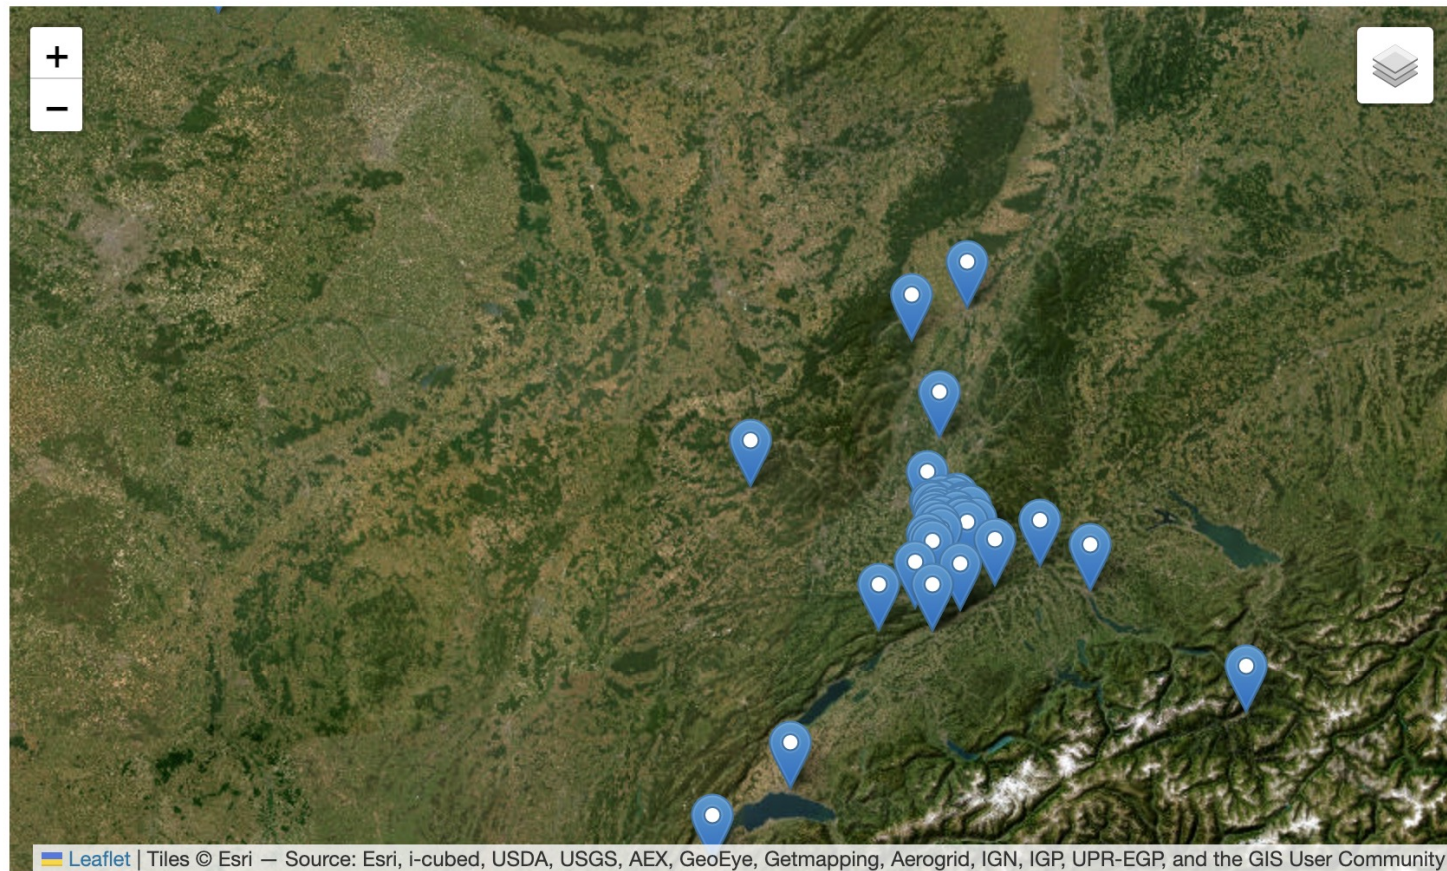 +
−
Leaflet | Tiles © Esri — Source: Esri, i-cubed, USDA, USGS, AEX, GeoEye, Getmapping, Aerogrid, IGN, IGP, UPR-EGP, and the GIS User Community